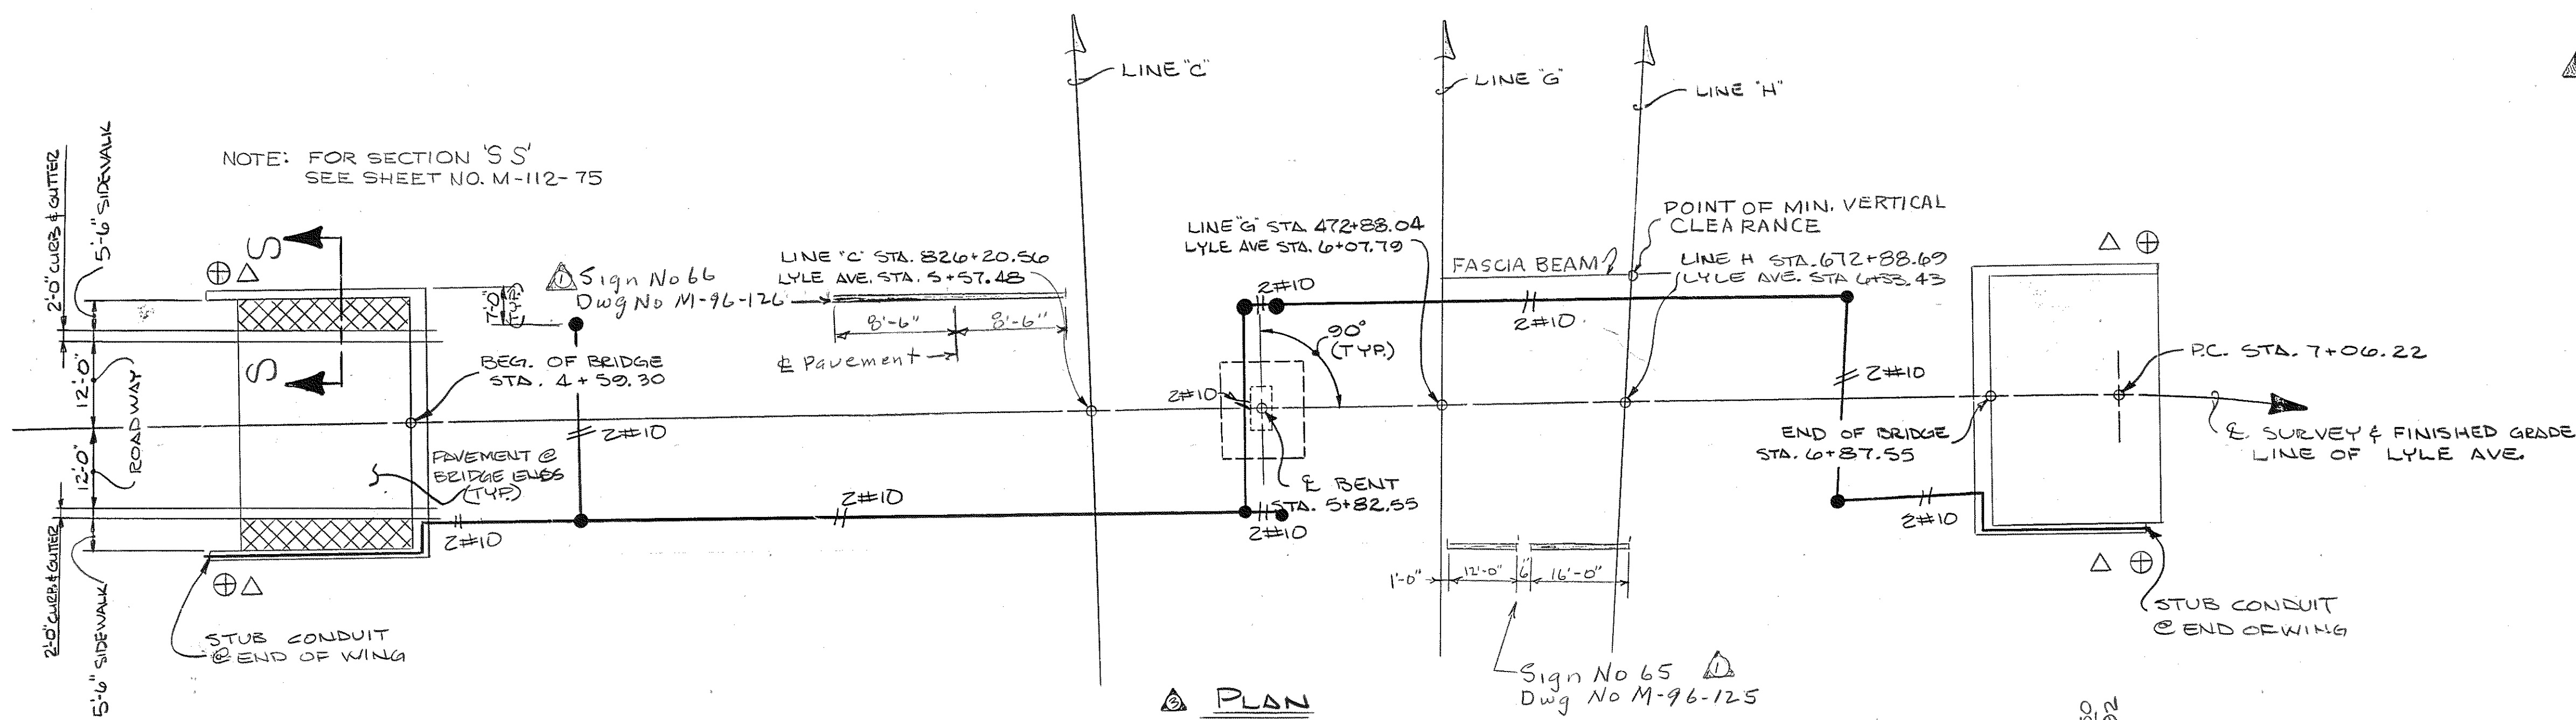 LINE "C"
LINE "G"
LINE "H"
NOTE: FOR SECTION 'S S'
SEE SHEET NO. M-112-75
2'-0" CURB & GUTTER
5'-6" SIDEWALK
12'-0"
ROADWAY
12'-0"
2'-0" CURB & GUTTER
5'-6" SIDEWALK
S
S
7'-0"
(TYP.)
1
Sign No 66
Dwg No M-96-126
LINE "C" STA. 826+20.56
LYLE AVE. STA. 5+57.48
8'-6"
8'-6"
℄ Pavement
BEG. OF BRIDGE
STA. 4+59.30
2#10
PAVEMENT @
BRIDGE ENDS
(TYP.)
2#10
2#10
STUB CONDUIT
@ END OF WING
LINE "G" STA. 472+88.04
LYLE AVE STA. 6+07.79
2#10
90°
(TYP.)
2#10
℄ BENT
STA. 5+82.55
2#10
FASCIA BEAM
POINT OF MIN. VERTICAL
CLEARANCE
LINE H STA. 672+88.69
LYLE AVE. STA 6+33.43
2#10
2#10
P.C. STA. 7+06.22
END OF BRIDGE
STA. 6+87.55
℄ SURVEY & FINISHED GRADE
LINE OF LYLE AVE.
2#10
1'-0"
12'-0"
6"
16'-0"
STUB CONDUIT
@ END OF WING
Sign No 65
1
Dwg No M-96-125
3
PLAN